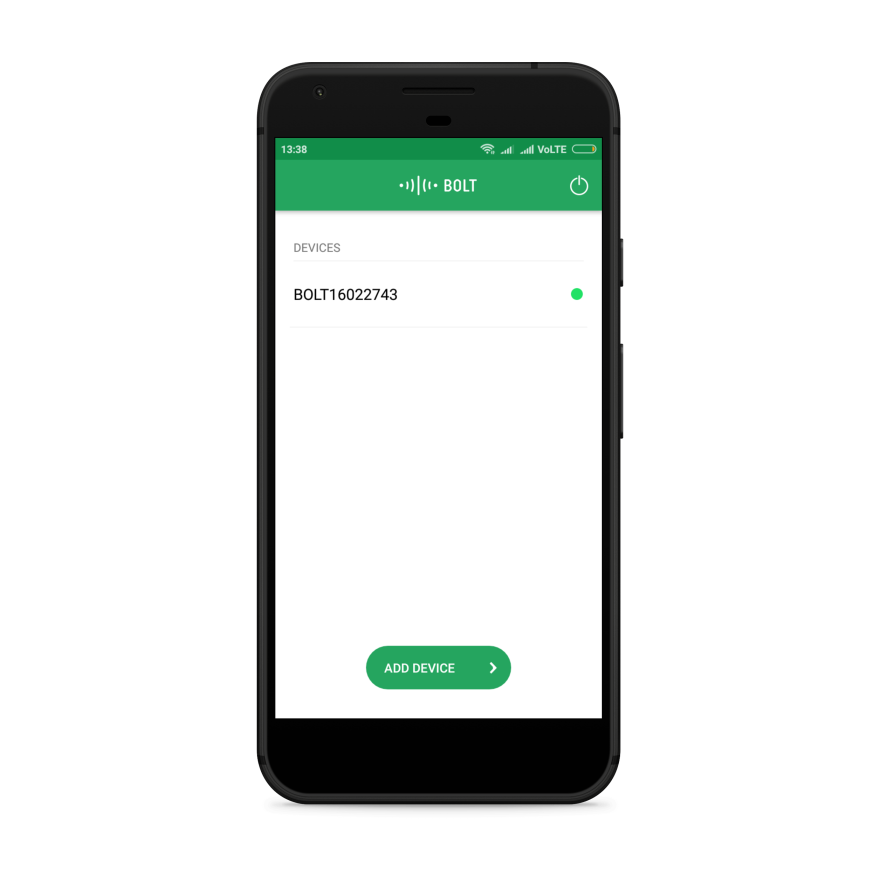 13:38 VoLTE
BOLT
DEVICES
BOLT16022743
ADD DEVICE